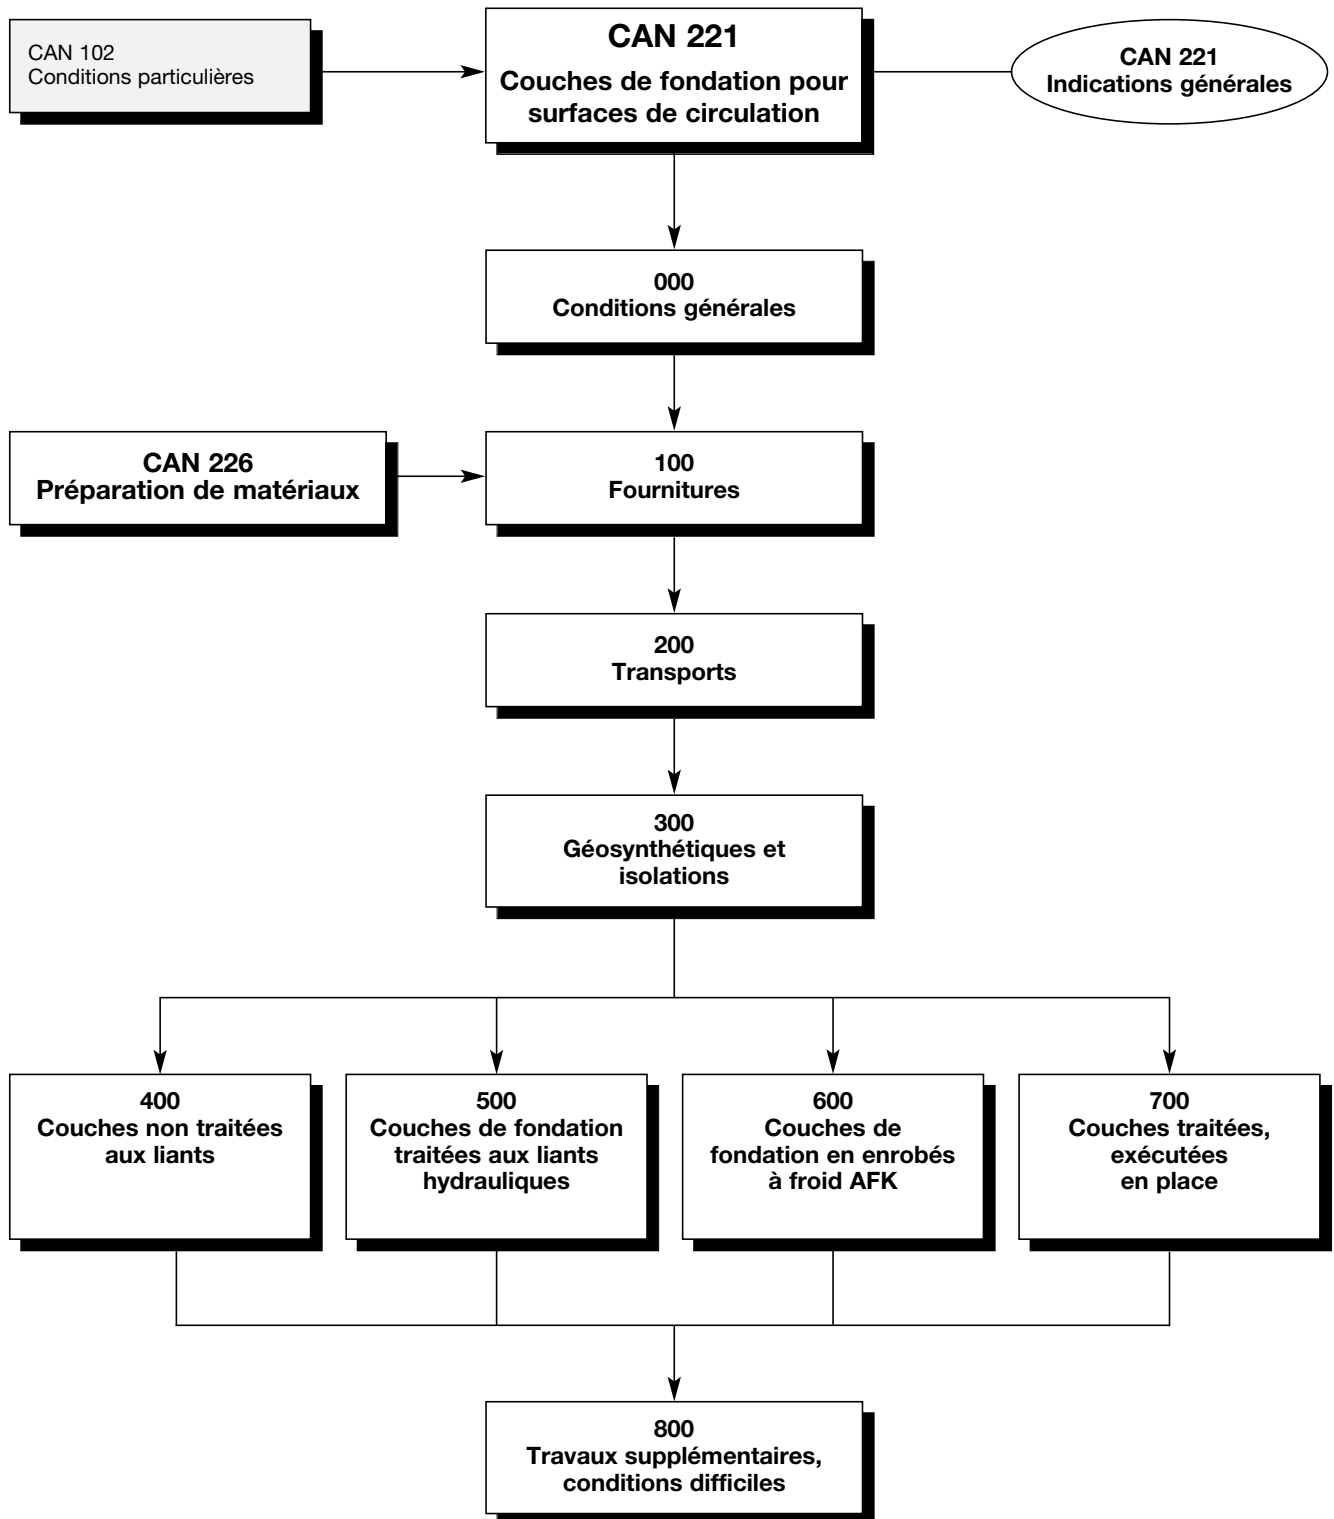 CAN 102
Conditions particulières
CAN 221
Couches de fondation pour
surfaces de circulation
CAN 221
Indications générales
000
Conditions générales
CAN 226
Préparation de matériaux
100
Fournitures
200
Transports
300
Géosynthétiques et
isolations
400
Couches non traitées
aux liants
500
Couches de fondation
traitées aux liants
hydrauliques
600
Couches de
fondation en enrobés
à froid AFK
700
Couches traitées,
exécutées
en place
800
Travaux supplémentaires,
conditions difficiles